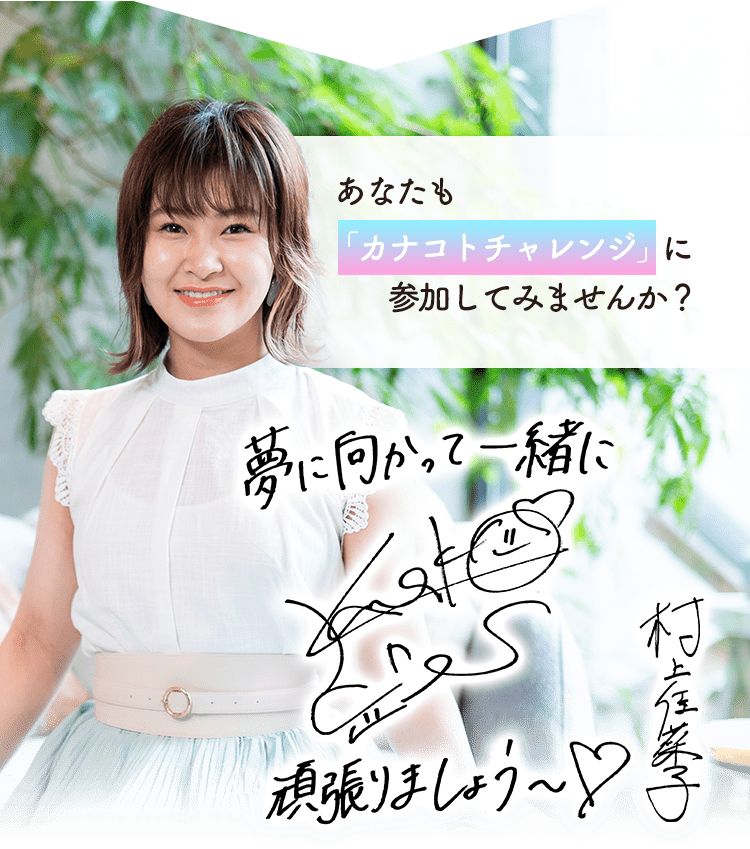 あなたも
「カナコトチャレンジ」に
参加してみませんか？
夢に向かって一緒に
村上佳菜子
頑張りましょう〜♡